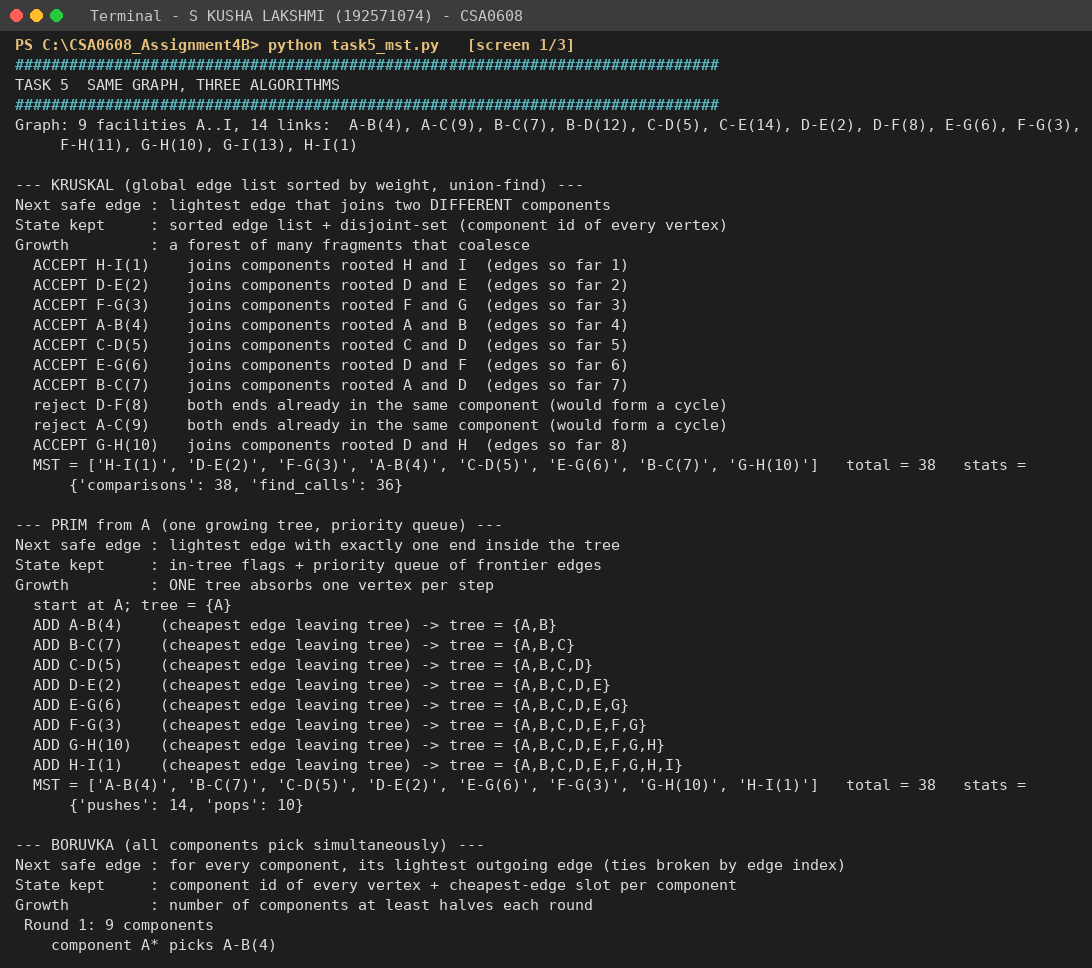 Terminal - S KUSHA LAKSHMI (192571074) - CSA0608
PS C:\CSA0608_Assignment4B> python task5_mst.py   [screen 1/3]
##############################################################################
TASK 5  SAME GRAPH, THREE ALGORITHMS
##############################################################################
Graph: 9 facilities A..I, 14 links:  A-B(4), A-C(9), B-C(7), B-D(12), C-D(5), C-E(14), D-E(2), D-F(8), E-G(6), F-G(3),
     F-H(11), G-H(10), G-I(13), H-I(1)
--- KRUSKAL (global edge list sorted by weight, union-find) ---
Next safe edge : lightest edge that joins two DIFFERENT components
State kept     : sorted edge list + disjoint-set (component id of every vertex)
Growth         : a forest of many fragments that coalesce
  ACCEPT H-I(1)    joins components rooted H and I  (edges so far 1)
  ACCEPT D-E(2)    joins components rooted D and E  (edges so far 2)
  ACCEPT F-G(3)    joins components rooted F and G  (edges so far 3)
  ACCEPT A-B(4)    joins components rooted A and B  (edges so far 4)
  ACCEPT C-D(5)    joins components rooted C and D  (edges so far 5)
  ACCEPT E-G(6)    joins components rooted D and F  (edges so far 6)
  ACCEPT B-C(7)    joins components rooted A and D  (edges so far 7)
  reject D-F(8)    both ends already in the same component (would form a cycle)
  reject A-C(9)    both ends already in the same component (would form a cycle)
  ACCEPT G-H(10)   joins components rooted D and H  (edges so far 8)
  MST = ['H-I(1)', 'D-E(2)', 'F-G(3)', 'A-B(4)', 'C-D(5)', 'E-G(6)', 'B-C(7)', 'G-H(10)']   total = 38   stats =
      {'comparisons': 38, 'find_calls': 36}
--- PRIM from A (one growing tree, priority queue) ---
Next safe edge : lightest edge with exactly one end inside the tree
State kept     : in-tree flags + priority queue of frontier edges
Growth         : ONE tree absorbs one vertex per step
  start at A; tree = {A}
  ADD A-B(4)    (cheapest edge leaving tree) -> tree = {A,B}
  ADD B-C(7)    (cheapest edge leaving tree) -> tree = {A,B,C}
  ADD C-D(5)    (cheapest edge leaving tree) -> tree = {A,B,C,D}
  ADD D-E(2)    (cheapest edge leaving tree) -> tree = {A,B,C,D,E}
  ADD E-G(6)    (cheapest edge leaving tree) -> tree = {A,B,C,D,E,G}
  ADD F-G(3)    (cheapest edge leaving tree) -> tree = {A,B,C,D,E,F,G}
  ADD G-H(10)   (cheapest edge leaving tree) -> tree = {A,B,C,D,E,F,G,H}
  ADD H-I(1)    (cheapest edge leaving tree) -> tree = {A,B,C,D,E,F,G,H,I}
  MST = ['A-B(4)', 'B-C(7)', 'C-D(5)', 'D-E(2)', 'E-G(6)', 'F-G(3)', 'G-H(10)', 'H-I(1)']   total = 38   stats =
      {'pushes': 14, 'pops': 10}
--- BORUVKA (all components pick simultaneously) ---
Next safe edge : for every component, its lightest outgoing edge (ties broken by edge index)
State kept     : component id of every vertex + cheapest-edge slot per component
Growth         : number of components at least halves each round
 Round 1: 9 components
    component A* picks A-B(4)